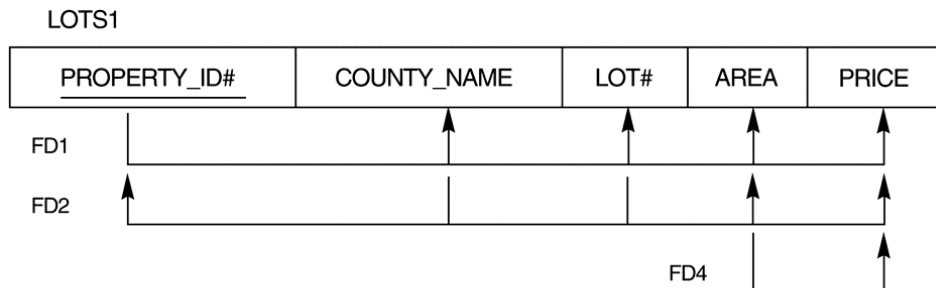 LOTS1
PROPERTY_ID# COUNTY_NAME LOT# AREA PRICE
FD1
FD2
FD4